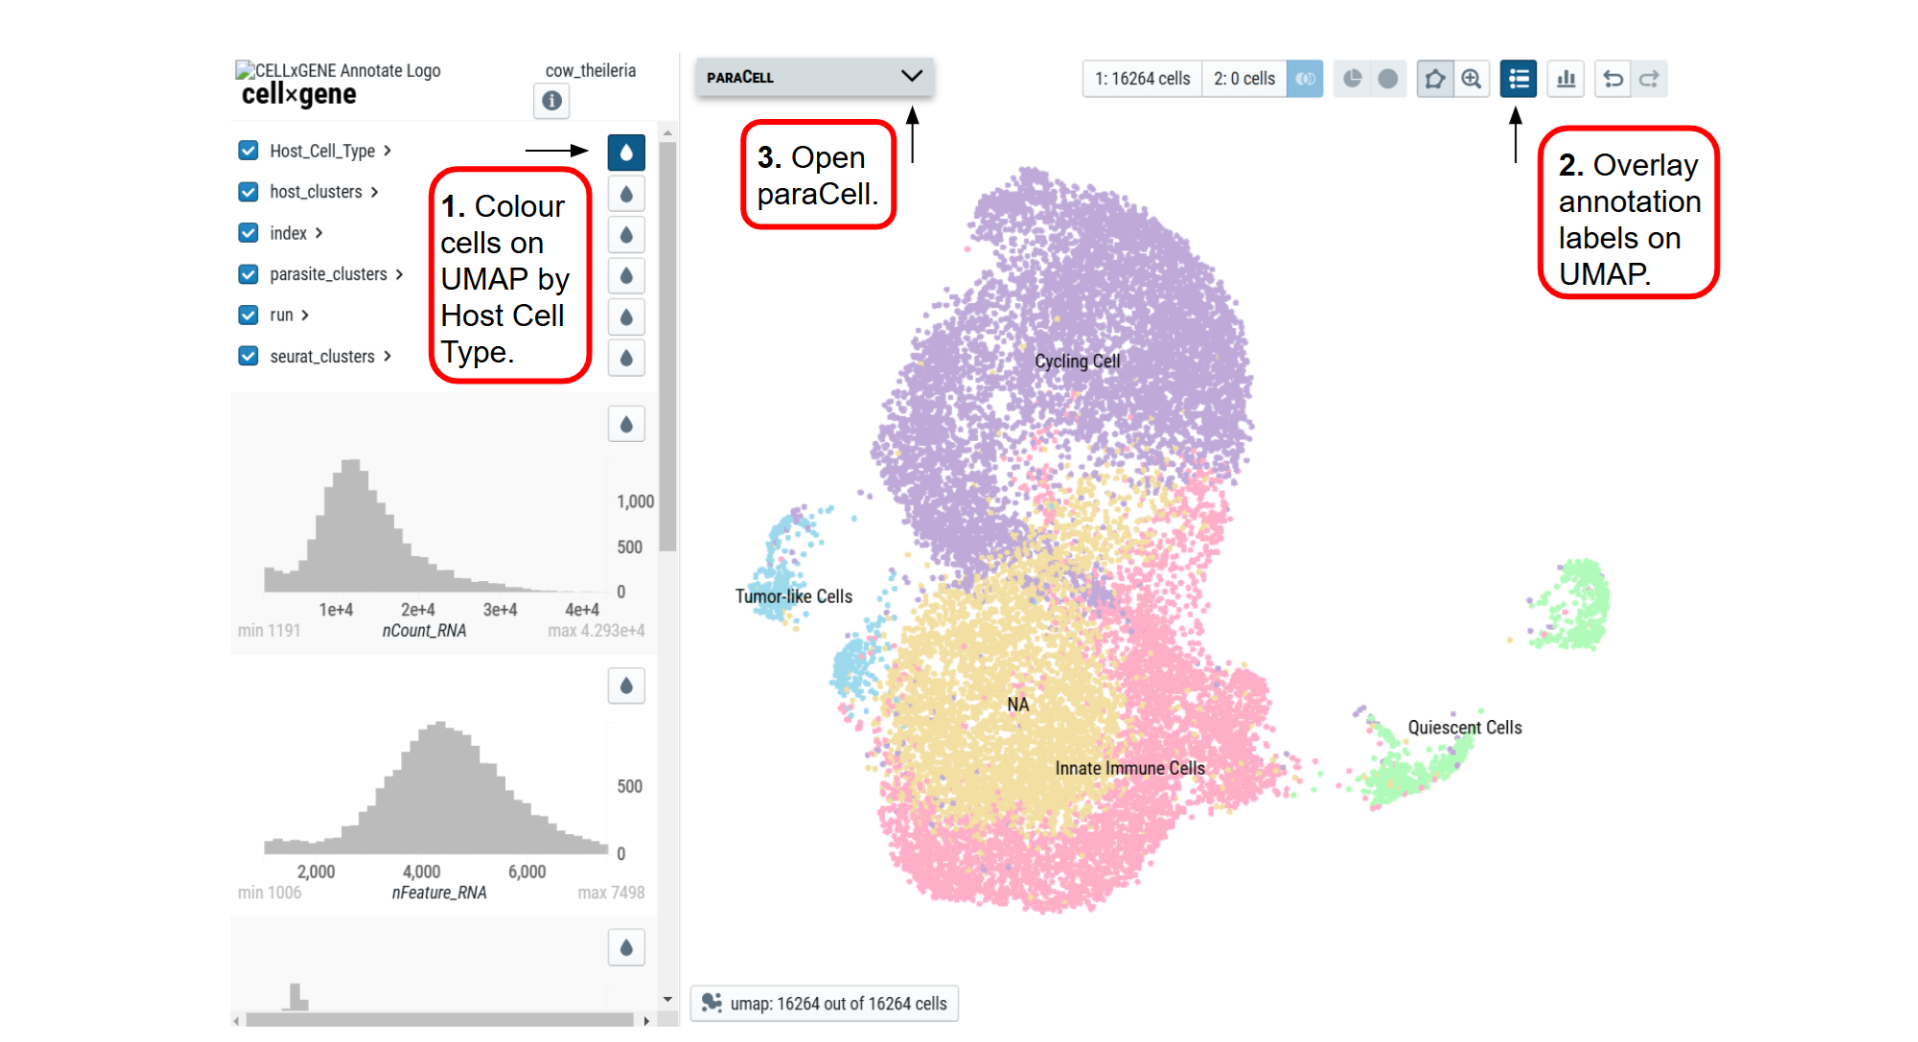 CELLxGENE Annotate Logo
cell×gene
cow_theileria
Host_Cell_Type
host_clusters
index
parasite_clusters
run
seurat_clusters
1. Colour
cells on
UMAP by
Host Cell
Type.
1,000
500
0
1e+4 2e+4 3e+4 4e+4
min 1191 nCount_RNA max 4.293e+4
500
0
2,000 4,000 6,000
min 1006 nFeature_RNA max 7498
PARACELL
1: 16264 cells 2: 0 cells
3. Open
paraCell.
2. Overlay
annotation
labels on
UMAP.
Cycling Cell
Tumor-like Cells
NA
Quiescent Cells
Innate Immune Cells
umap: 16264 out of 16264 cells